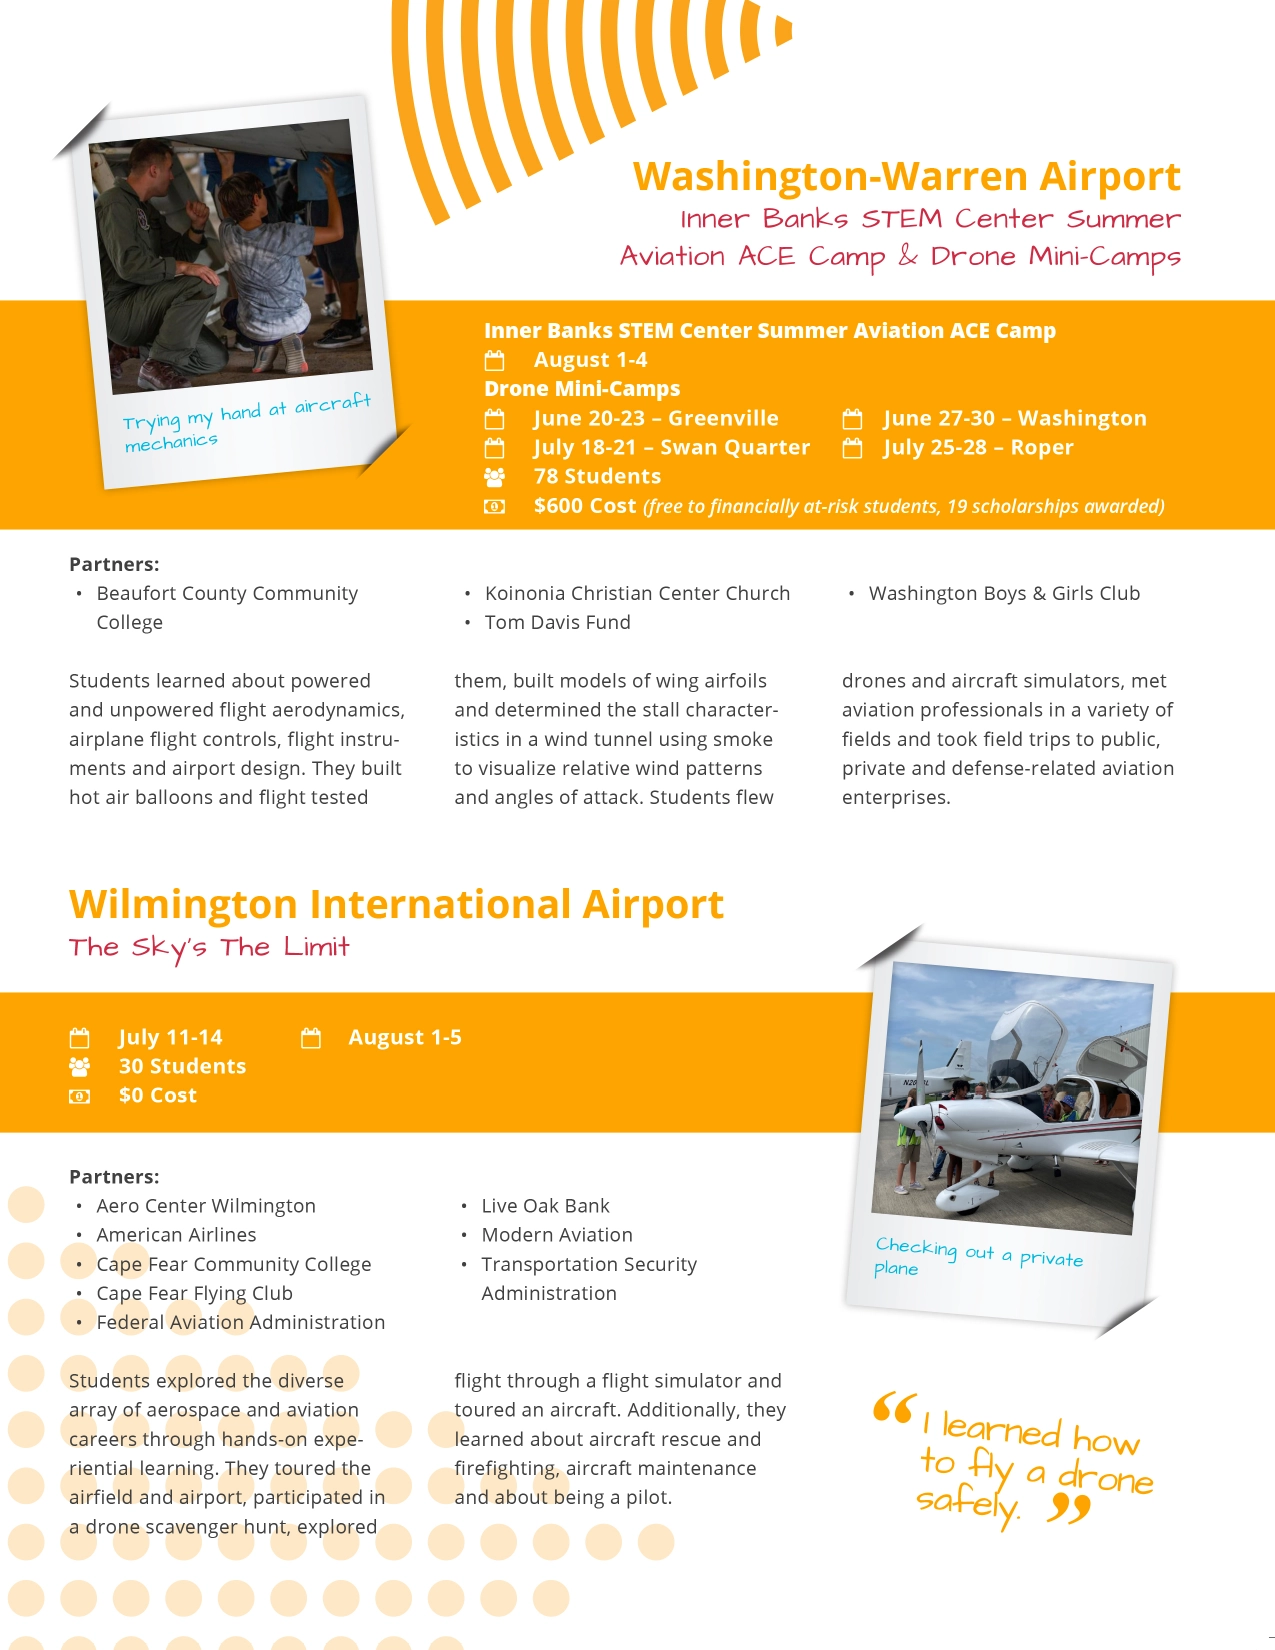 Washington-Warren Airport
Inner Banks STEM Center Summer
Aviation ACE Camp & Drone Mini-Camps
Trying my hand at aircraft
mechanics
Inner Banks STEM Center Summer Aviation ACE Camp
August 1-4
Drone Mini-Camps
June 20-23 – Greenville
June 27-30 – Washington
July 18-21 – Swan Quarter
July 25-28 – Roper
78 Students
$600 Cost (free to financially at-risk students, 19 scholarships awarded)
Partners:
• Beaufort County Community
College
• Koinonia Christian Center Church
• Tom Davis Fund
• Washington Boys & Girls Club
Students learned about powered
and unpowered flight aerodynamics,
airplane flight controls, flight instru-
ments and airport design. They built
hot air balloons and flight tested
them, built models of wing airfoils
and determined the stall character-
istics in a wind tunnel using smoke
to visualize relative wind patterns
and angles of attack. Students flew
drones and aircraft simulators, met
aviation professionals in a variety of
fields and took field trips to public,
private and defense-related aviation
enterprises.
Wilmington International Airport
The Sky's The Limit
July 11-14
August 1-5
30 Students
$0 Cost
Partners:
• Aero Center Wilmington
• American Airlines
• Cape Fear Community College
• Cape Fear Flying Club
• Federal Aviation Administration
• Live Oak Bank
• Modern Aviation
• Transportation Security
Administration
Checking out a private
plane
Students explored the diverse
array of aerospace and aviation
careers through hands-on expe-
riential learning. They toured the
airfield and airport, participated in
a drone scavenger hunt, explored
flight through a flight simulator and
toured an aircraft. Additionally, they
learned about aircraft rescue and
firefighting, aircraft maintenance
and about being a pilot.
“I learned how
to fly a drone
safely.”